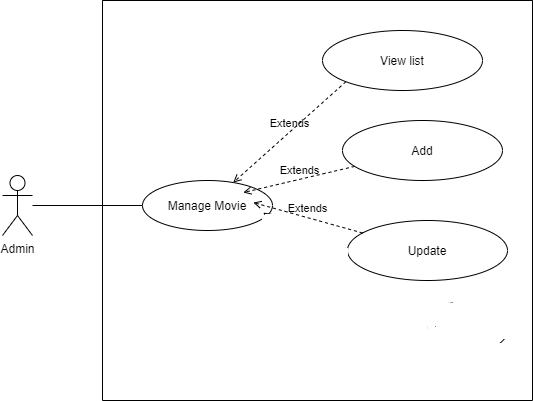 View list
Extends
Add
Extends
Manage Movie
Extends
Admin
Update